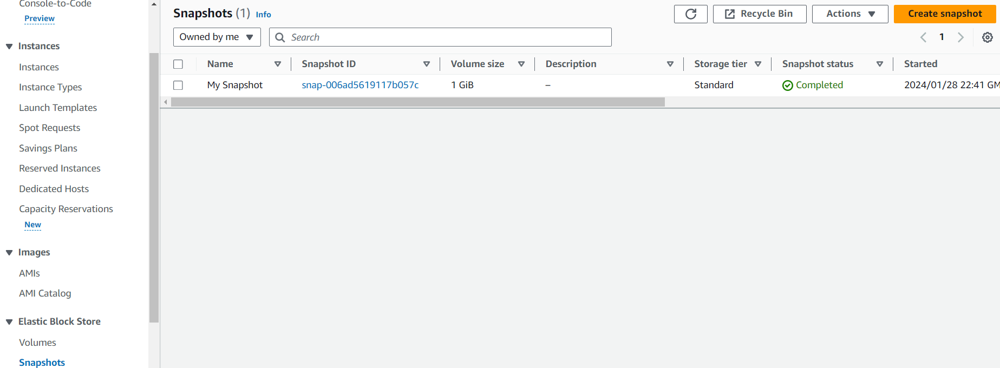 Console-to-Code
Preview
Instances
Instances
Instance Types
Launch Templates
Spot Requests
Savings Plans
Reserved Instances
Dedicated Hosts
Capacity Reservations
New
Images
AMIs
AMI Catalog
Elastic Block Store
Volumes
Snapshots
Snapshots (1) Info
Recycle Bin Actions Create snapshot
Owned by me Search 1
Name Snapshot ID Volume size Description Storage tier Snapshot status Started
My Snapshot snap-006ad5619117b057c 1 GiB – Standard Completed 2024/01/28 22:41 GM